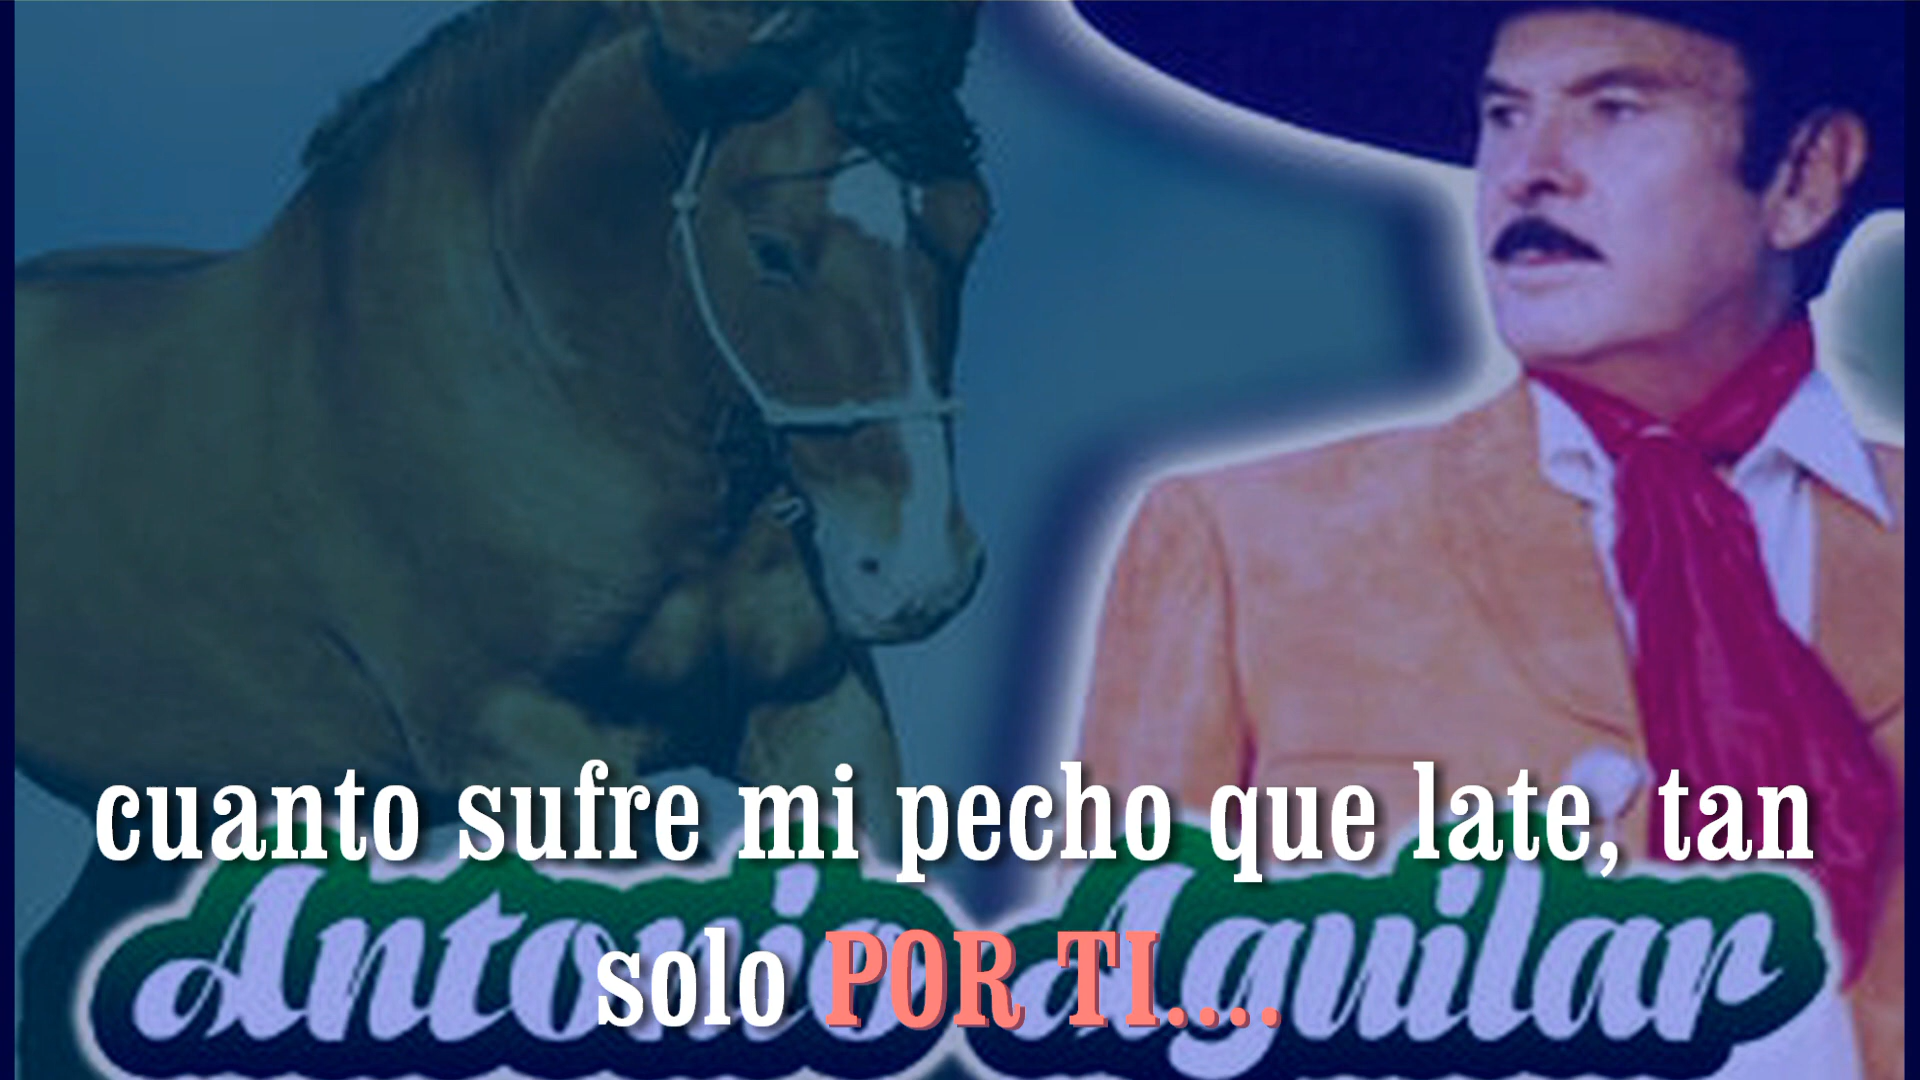 cuanto sufre mi pecho que late, tan
Antonio Aguilar
solo POR TI....